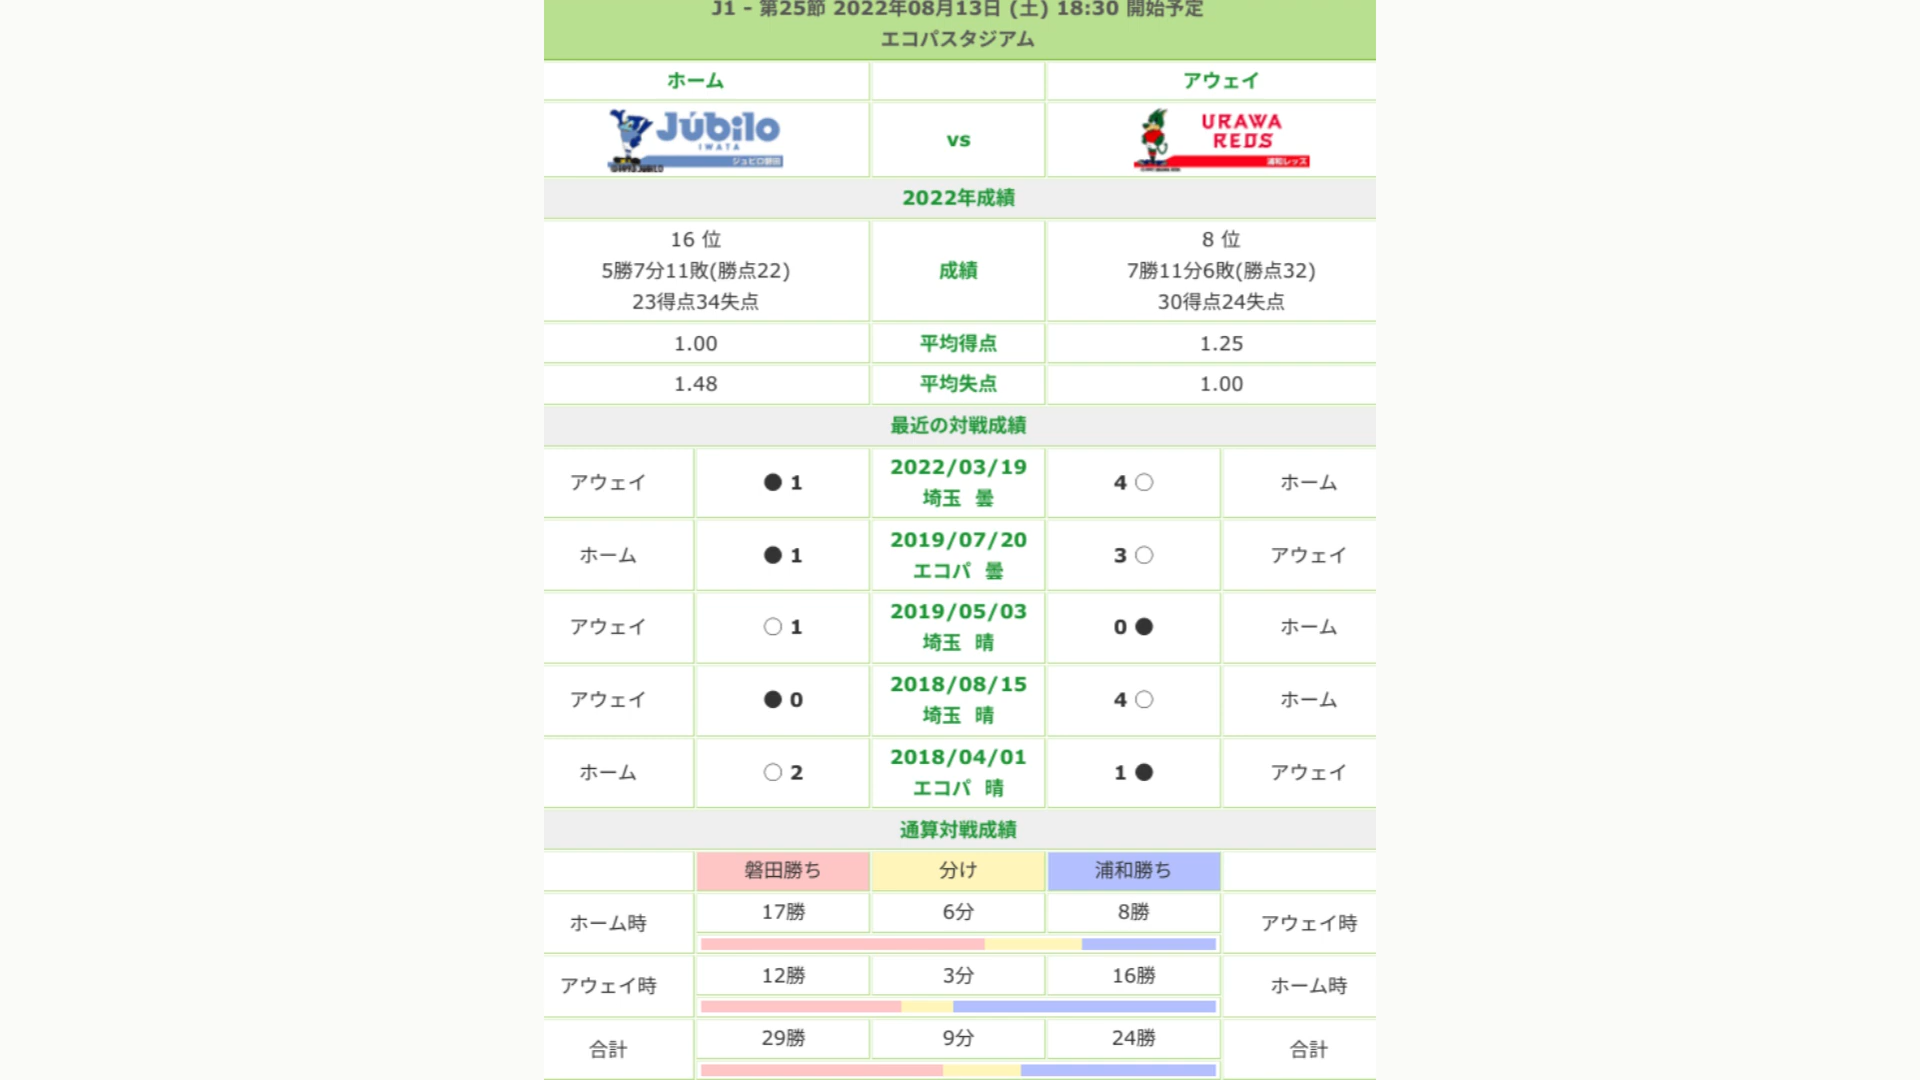 J1 - 第25節 2022年08月13日 (土) 18:30 開始予定
エコパスタジアム
ホーム アウェイ
Júbilo
IWATA
ジュビロ磐田
vs
URAWA
REDS
浦和レッズ
2022年成績
16 位
5勝7分11敗(勝点22)
23得点34失点
成績
8 位
7勝11分6敗(勝点32)
30得点24失点
1.00 平均得点 1.25
1.48 平均失点 1.00
最近の対戦成績
アウェイ ●1 2022/03/19 4○ ホーム
埼玉 曇
ホーム ●1 2019/07/20 3○ アウェイ
エコパ 曇
アウェイ ○1 2019/05/03 0● ホーム
埼玉 晴
アウェイ ●0 2018/08/15 4○ ホーム
埼玉 晴
ホーム ○2 2018/04/01 1● アウェイ
エコパ 晴
通算対戦成績
磐田勝ち 分け 浦和勝ち
ホーム時 17勝 6分 8勝 アウェイ時
アウェイ時 12勝 3分 16勝 ホーム時
合計 29勝 9分 24勝 合計